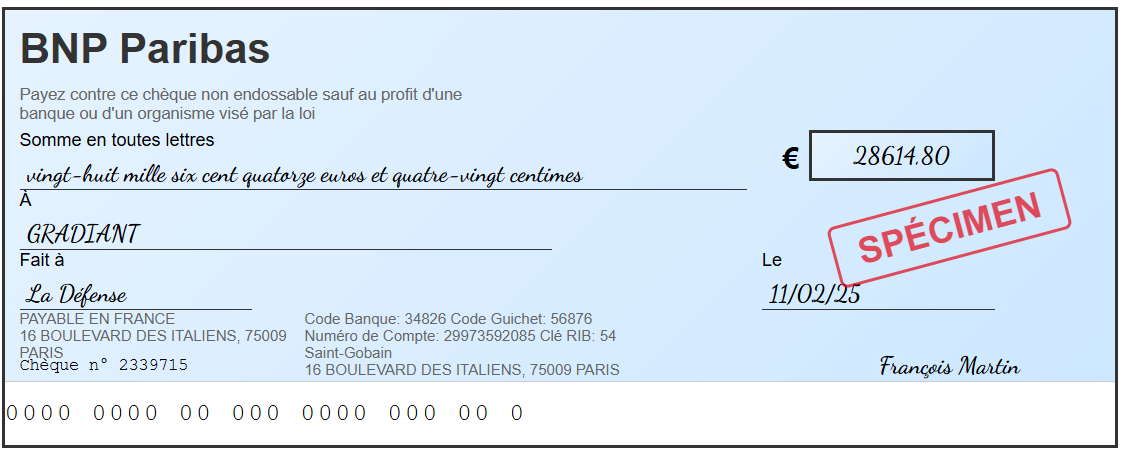 BNP Paribas
Payez contre ce chèque non endossable sauf au profit d'une
banque ou d'un organisme visé par la loi
Somme en toutes lettres
vingt-huit mille six cent quatorze euros et quatre-vingt centimes
€ 28614.80
À
GRADIANT
SPÉCIMEN
Fait à
La Défense
Le
11/02/25
PAYABLE EN FRANCE
16 BOULEVARD DES ITALIENS, 75009
PARIS
Chèque n° 2339715
Code Banque: 34826 Code Guichet: 56876
Numéro de Compte: 29973592085 Clé RIB: 54
Saint-Gobain
16 BOULEVARD DES ITALIENS, 75009 PARIS
François Martin
0000 0000 00 000 0000 000 00 0